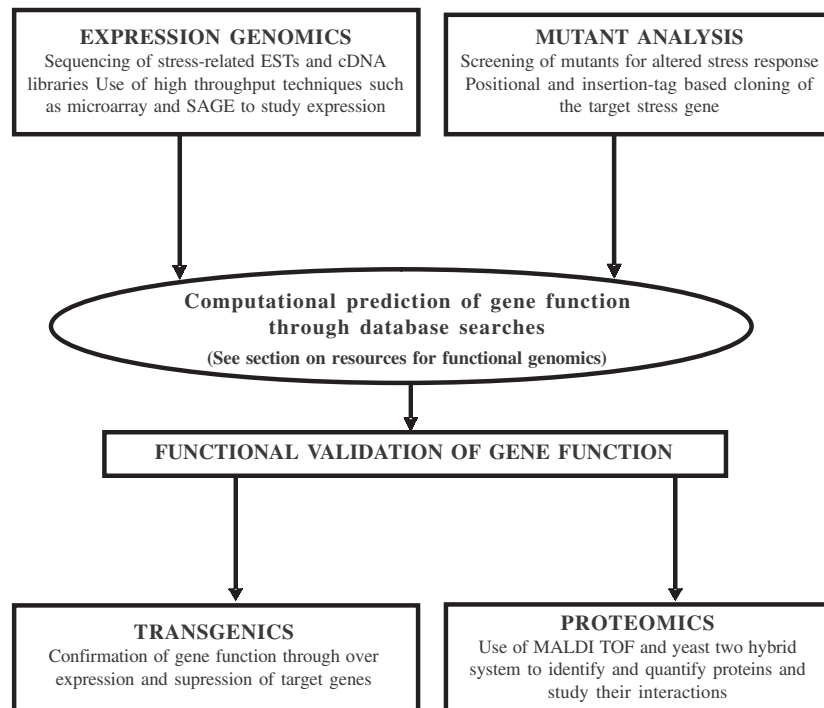 EXPRESSION GENOMICS
Sequencing of stress-related ESTs and cDNA
libraries Use of high throughput techniques such
as microarray and SAGE to study expression
MUTANT ANALYSIS
Screening of mutants for altered stress response
Positional and insertion-tag based cloning of
the target stress gene
Computational prediction of gene function
through database searches
(See section on resources for functional genomics)
FUNCTIONAL VALIDATION OF GENE FUNCTION
TRANSGENICS
Confirmation of gene function through over
expression and supression of target genes
PROTEOMICS
Use of MALDI TOF and yeast two hybrid
system to identify and quantify proteins and
study their interactions